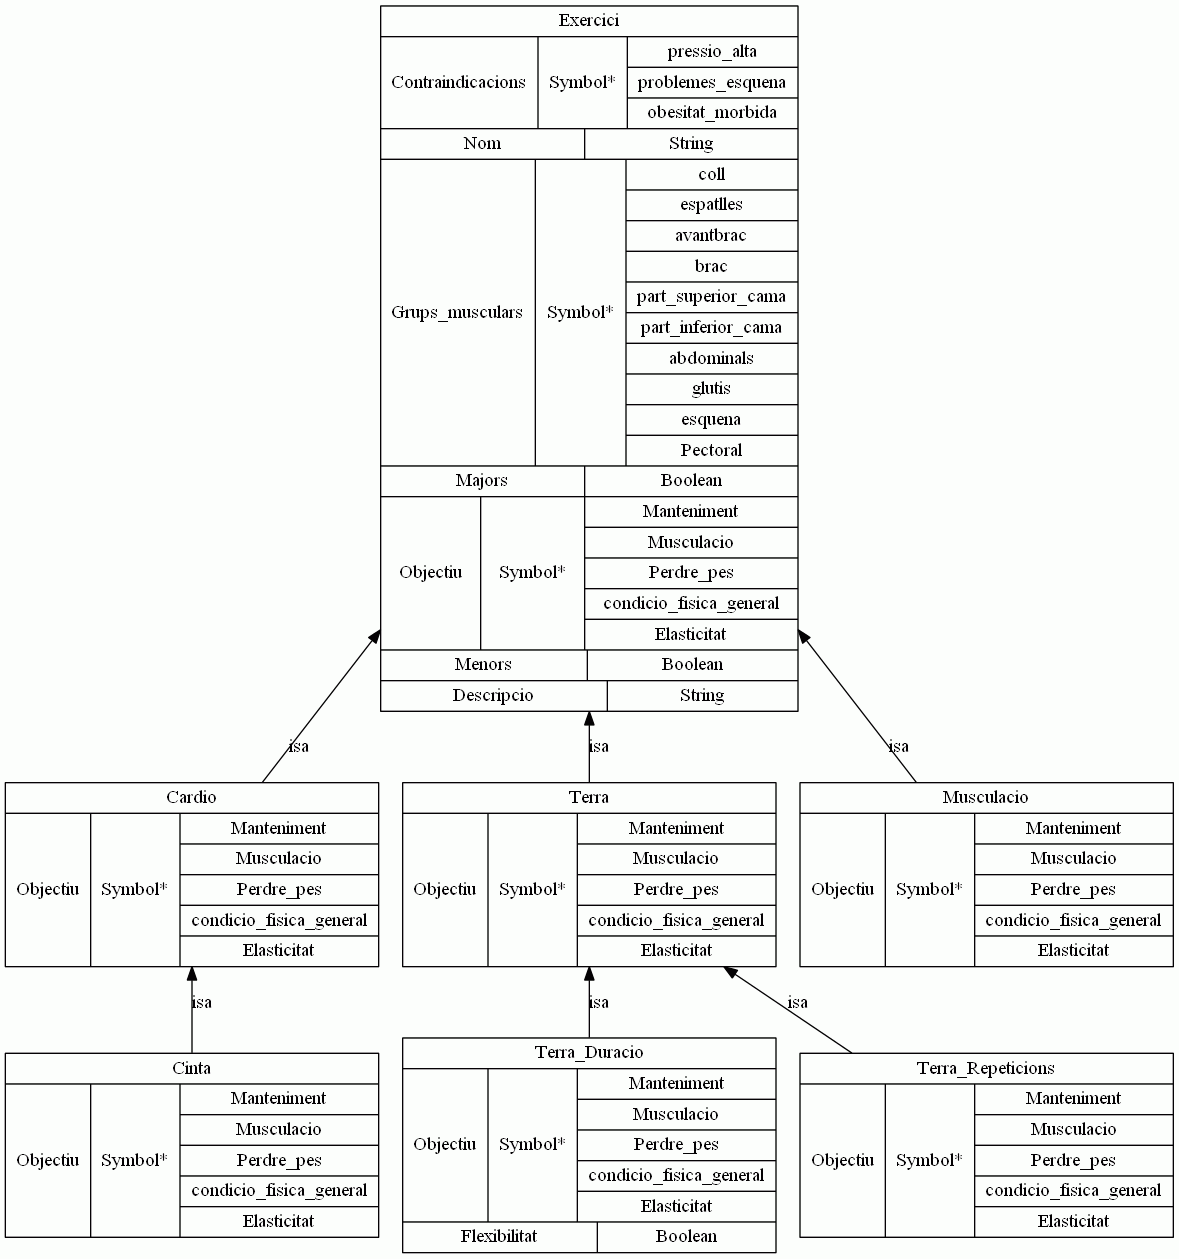 Exercici
Contraindicacions Symbol* pressio_alta
problemes_esquena
obesitat_morbida
Nom String
Grups_musculars Symbol* coll
espatlles
avantbrac
brac
part_superior_cama
part_inferior_cama
abdominals
glutis
esquena
Pectoral
Majors Boolean
Objectiu Symbol* Manteniment
Musculacio
Perdre_pes
condicio_fisica_general
Elasticitat
Menors Boolean
Descripcio String
isa isa isa
Cardio
Objectiu Symbol* Manteniment
Musculacio
Perdre_pes
condicio_fisica_general
Elasticitat
Terra
Objectiu Symbol* Manteniment
Musculacio
Perdre_pes
condicio_fisica_general
Elasticitat
Musculacio
Objectiu Symbol* Manteniment
Musculacio
Perdre_pes
condicio_fisica_general
Elasticitat
isa isa isa
Cinta
Objectiu Symbol* Manteniment
Musculacio
Perdre_pes
condicio_fisica_general
Elasticitat
Terra_Duracio
Objectiu Symbol* Manteniment
Musculacio
Perdre_pes
condicio_fisica_general
Elasticitat
Flexibilitat Boolean
Terra_Repeticions
Objectiu Symbol* Manteniment
Musculacio
Perdre_pes
condicio_fisica_general
Elasticitat